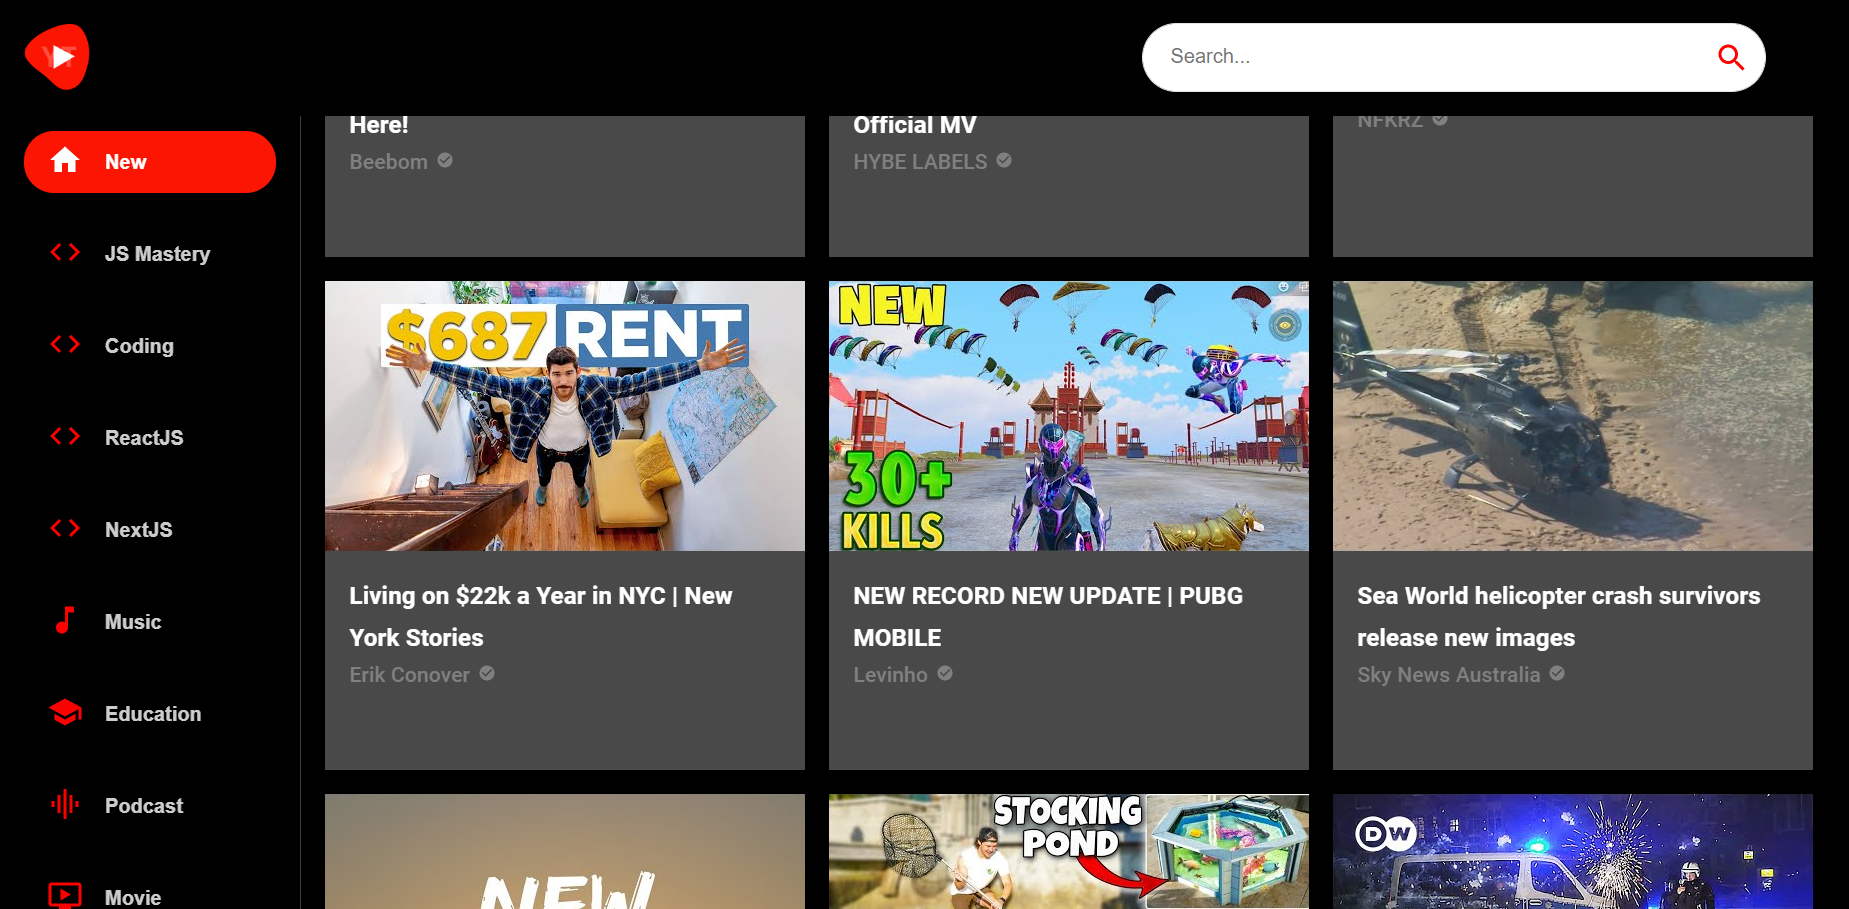 YT
Search...
New
JS Mastery
Coding
ReactJS
NextJS
Music
Education
Podcast
Movie
Here!
Beebom
Official MV
HYBE LABELS
NFKRZ
$687 RENT
Living on $22k a Year in NYC | New
York Stories
Erik Conover
NEW
30+
KILLS
NEW RECORD NEW UPDATE | PUBG
MOBILE
Levinho
Sea World helicopter crash survivors
release new images
Sky News Australia
NEW
STOCKING
POND
DW